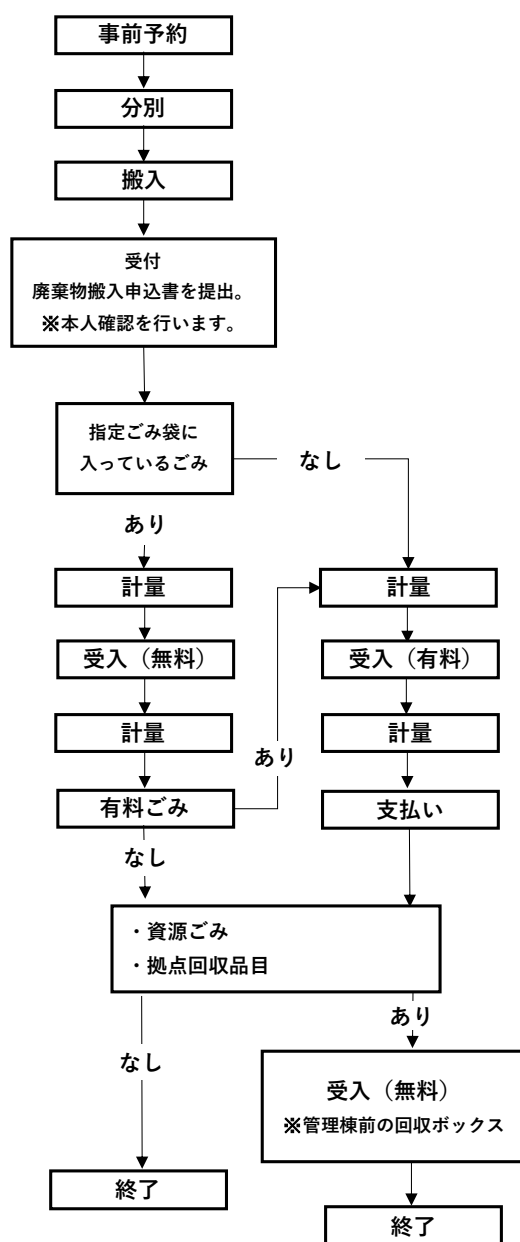 事前予約
分別
搬入
受付
廃棄物搬入申込書を提出。
※本人確認を行います。
指定ごみ袋に
入っているごみ
なし
あり
計量
計量
受入（無料）
受入（有料）
計量
計量
あり
有料ごみ
支払い
なし
・資源ごみ
・拠点回収品目
あり
なし
受入（無料）
※管理棟前の回収ボックス
終了
終了